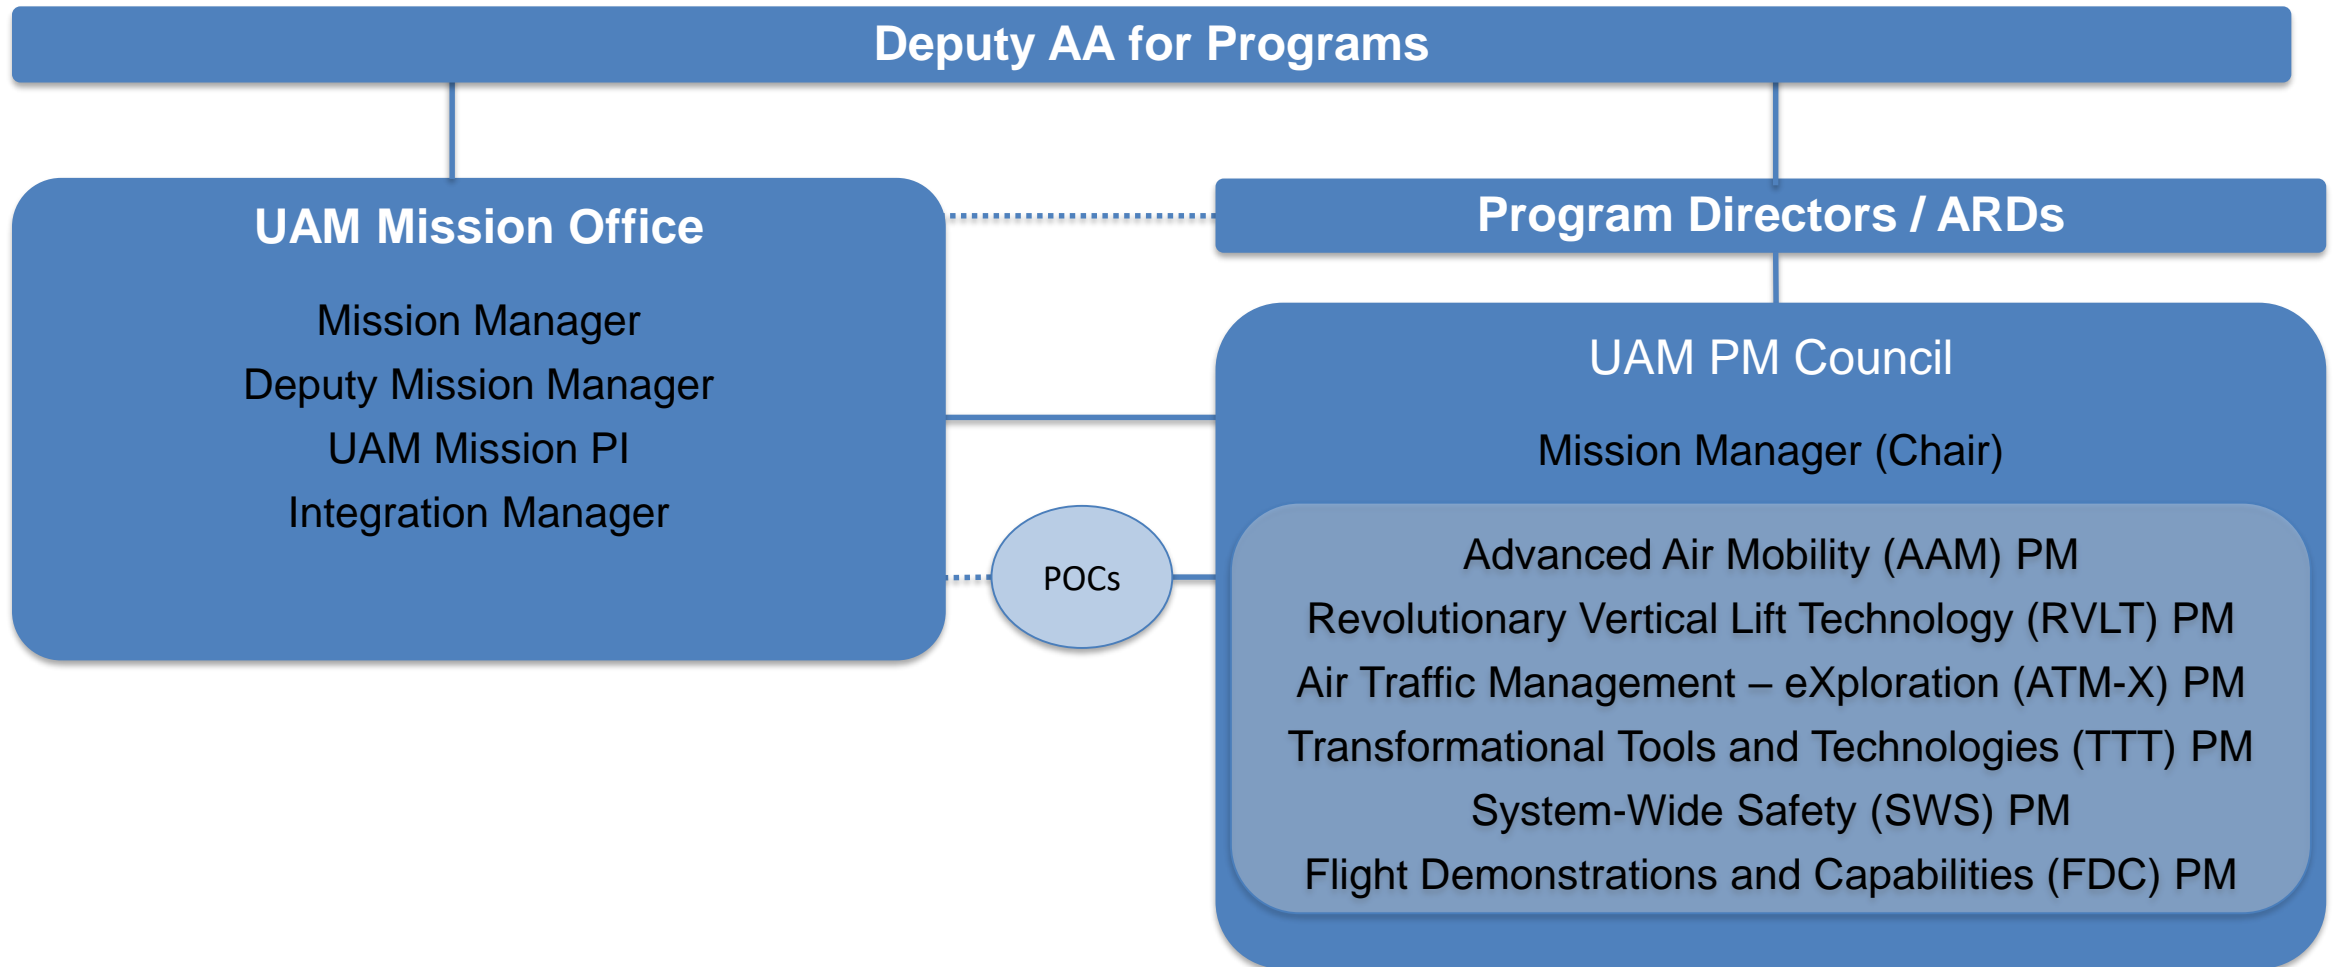 Deputy AA for Programs
UAM Mission Office
Mission Manager
Deputy Mission Manager
UAM Mission PI
Integration Manager
POCs
Program Directors / ARDs
UAM PM Council
Mission Manager (Chair)
Advanced Air Mobility (AAM) PM
Revolutionary Vertical Lift Technology (RVLT) PM
Air Traffic Management – eXploration (ATM-X) PM
Transformational Tools and Technologies (TTT) PM
System-Wide Safety (SWS) PM
Flight Demonstrations and Capabilities (FDC) PM